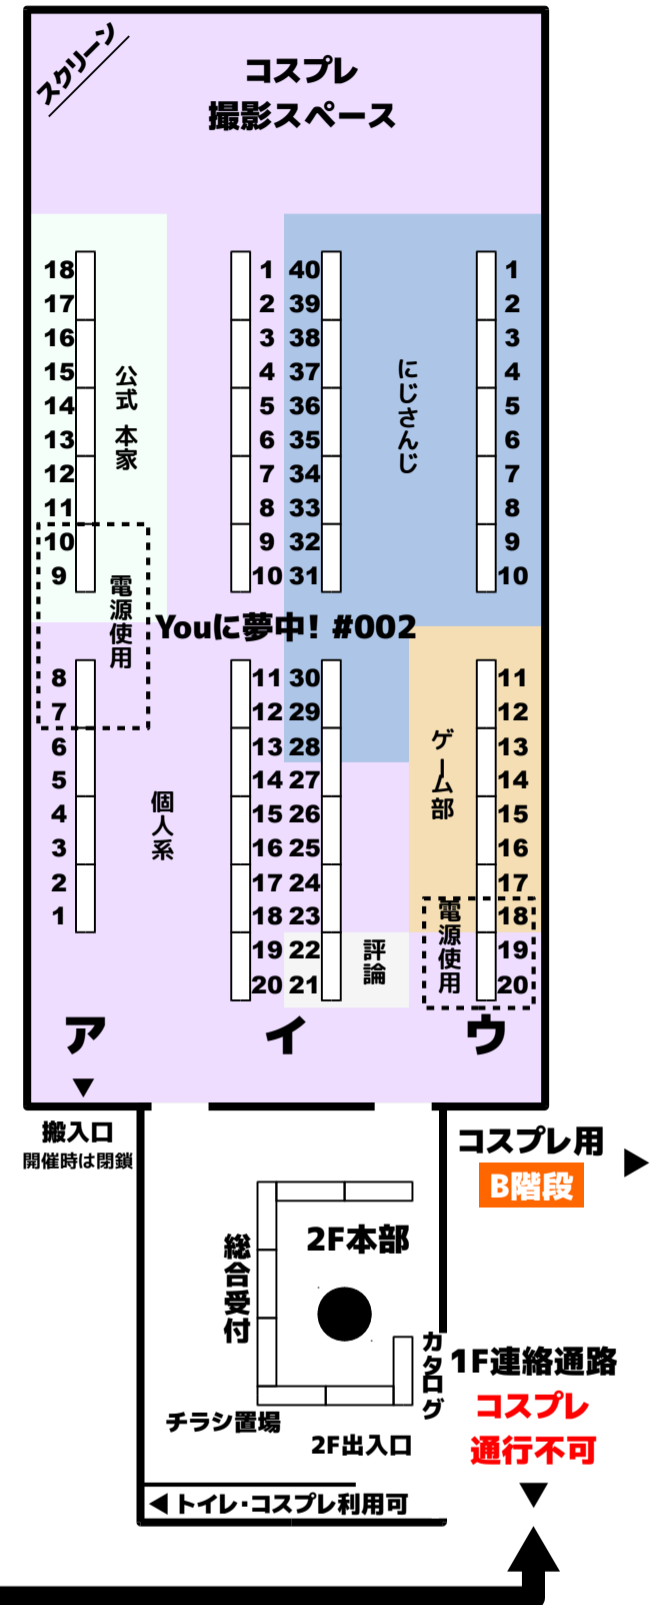 スクリーン
コスプレ
撮影スペース
18 1 40 1
17 2 39 2
16 3 38 3
15 4 37 4
14 5 36 5
13 6 35 6
12 7 34 7
11 8 33 8
10 9 32 9
9 10 31 10
公式 本家
にじさんじ
電源使用
Youに夢中! #002
8 11 30 11
7 12 29 12
6 13 28 13
5 14 27 14
4 15 26 15
3 16 25 16
2 17 24 17
1 18 23 18
19 22 19
20 21 20
個人系
ゲーム部
電源使用
評論
ア イ ウ
搬入口
開催時は閉鎖
コスプレ用
B階段
2F本部
総合受付
カタログ
1F連絡通路
コスプレ
通行不可
チラシ置場
2F出入口
◀トイレ・コスプレ利用可